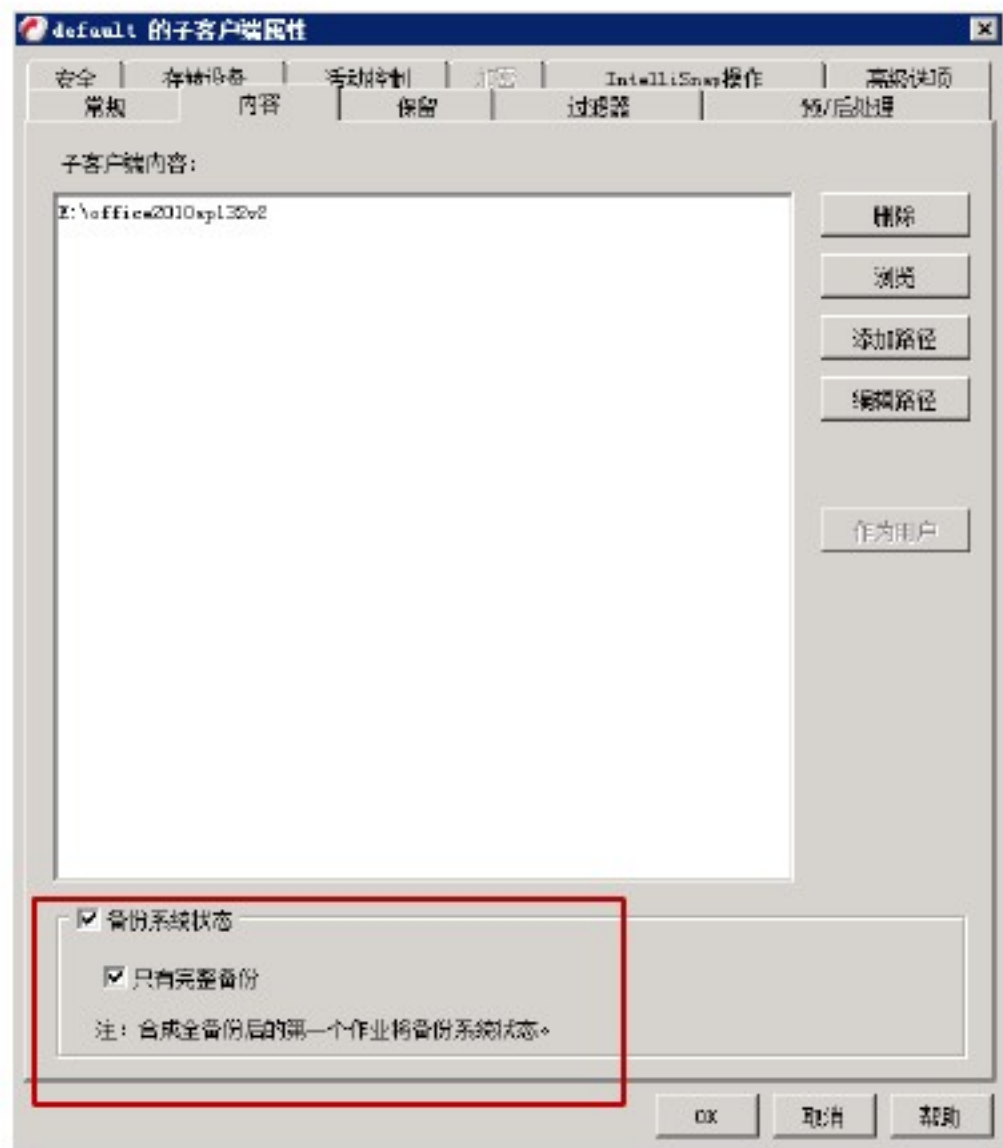 default 的子客户端属性
安全 存储设备 活动控制 加密 IntelliSnap操作 高级选项
常规 内容 保留 过滤器 预/后处理
子客户端内容:
E:\office2010sp132v2
删除
浏览
添加路径
编辑路径
作为用户
备份系统状态
只有完整备份
注: 合成全备份后的第一个作业将备份系统状态。
OK 取消 帮助